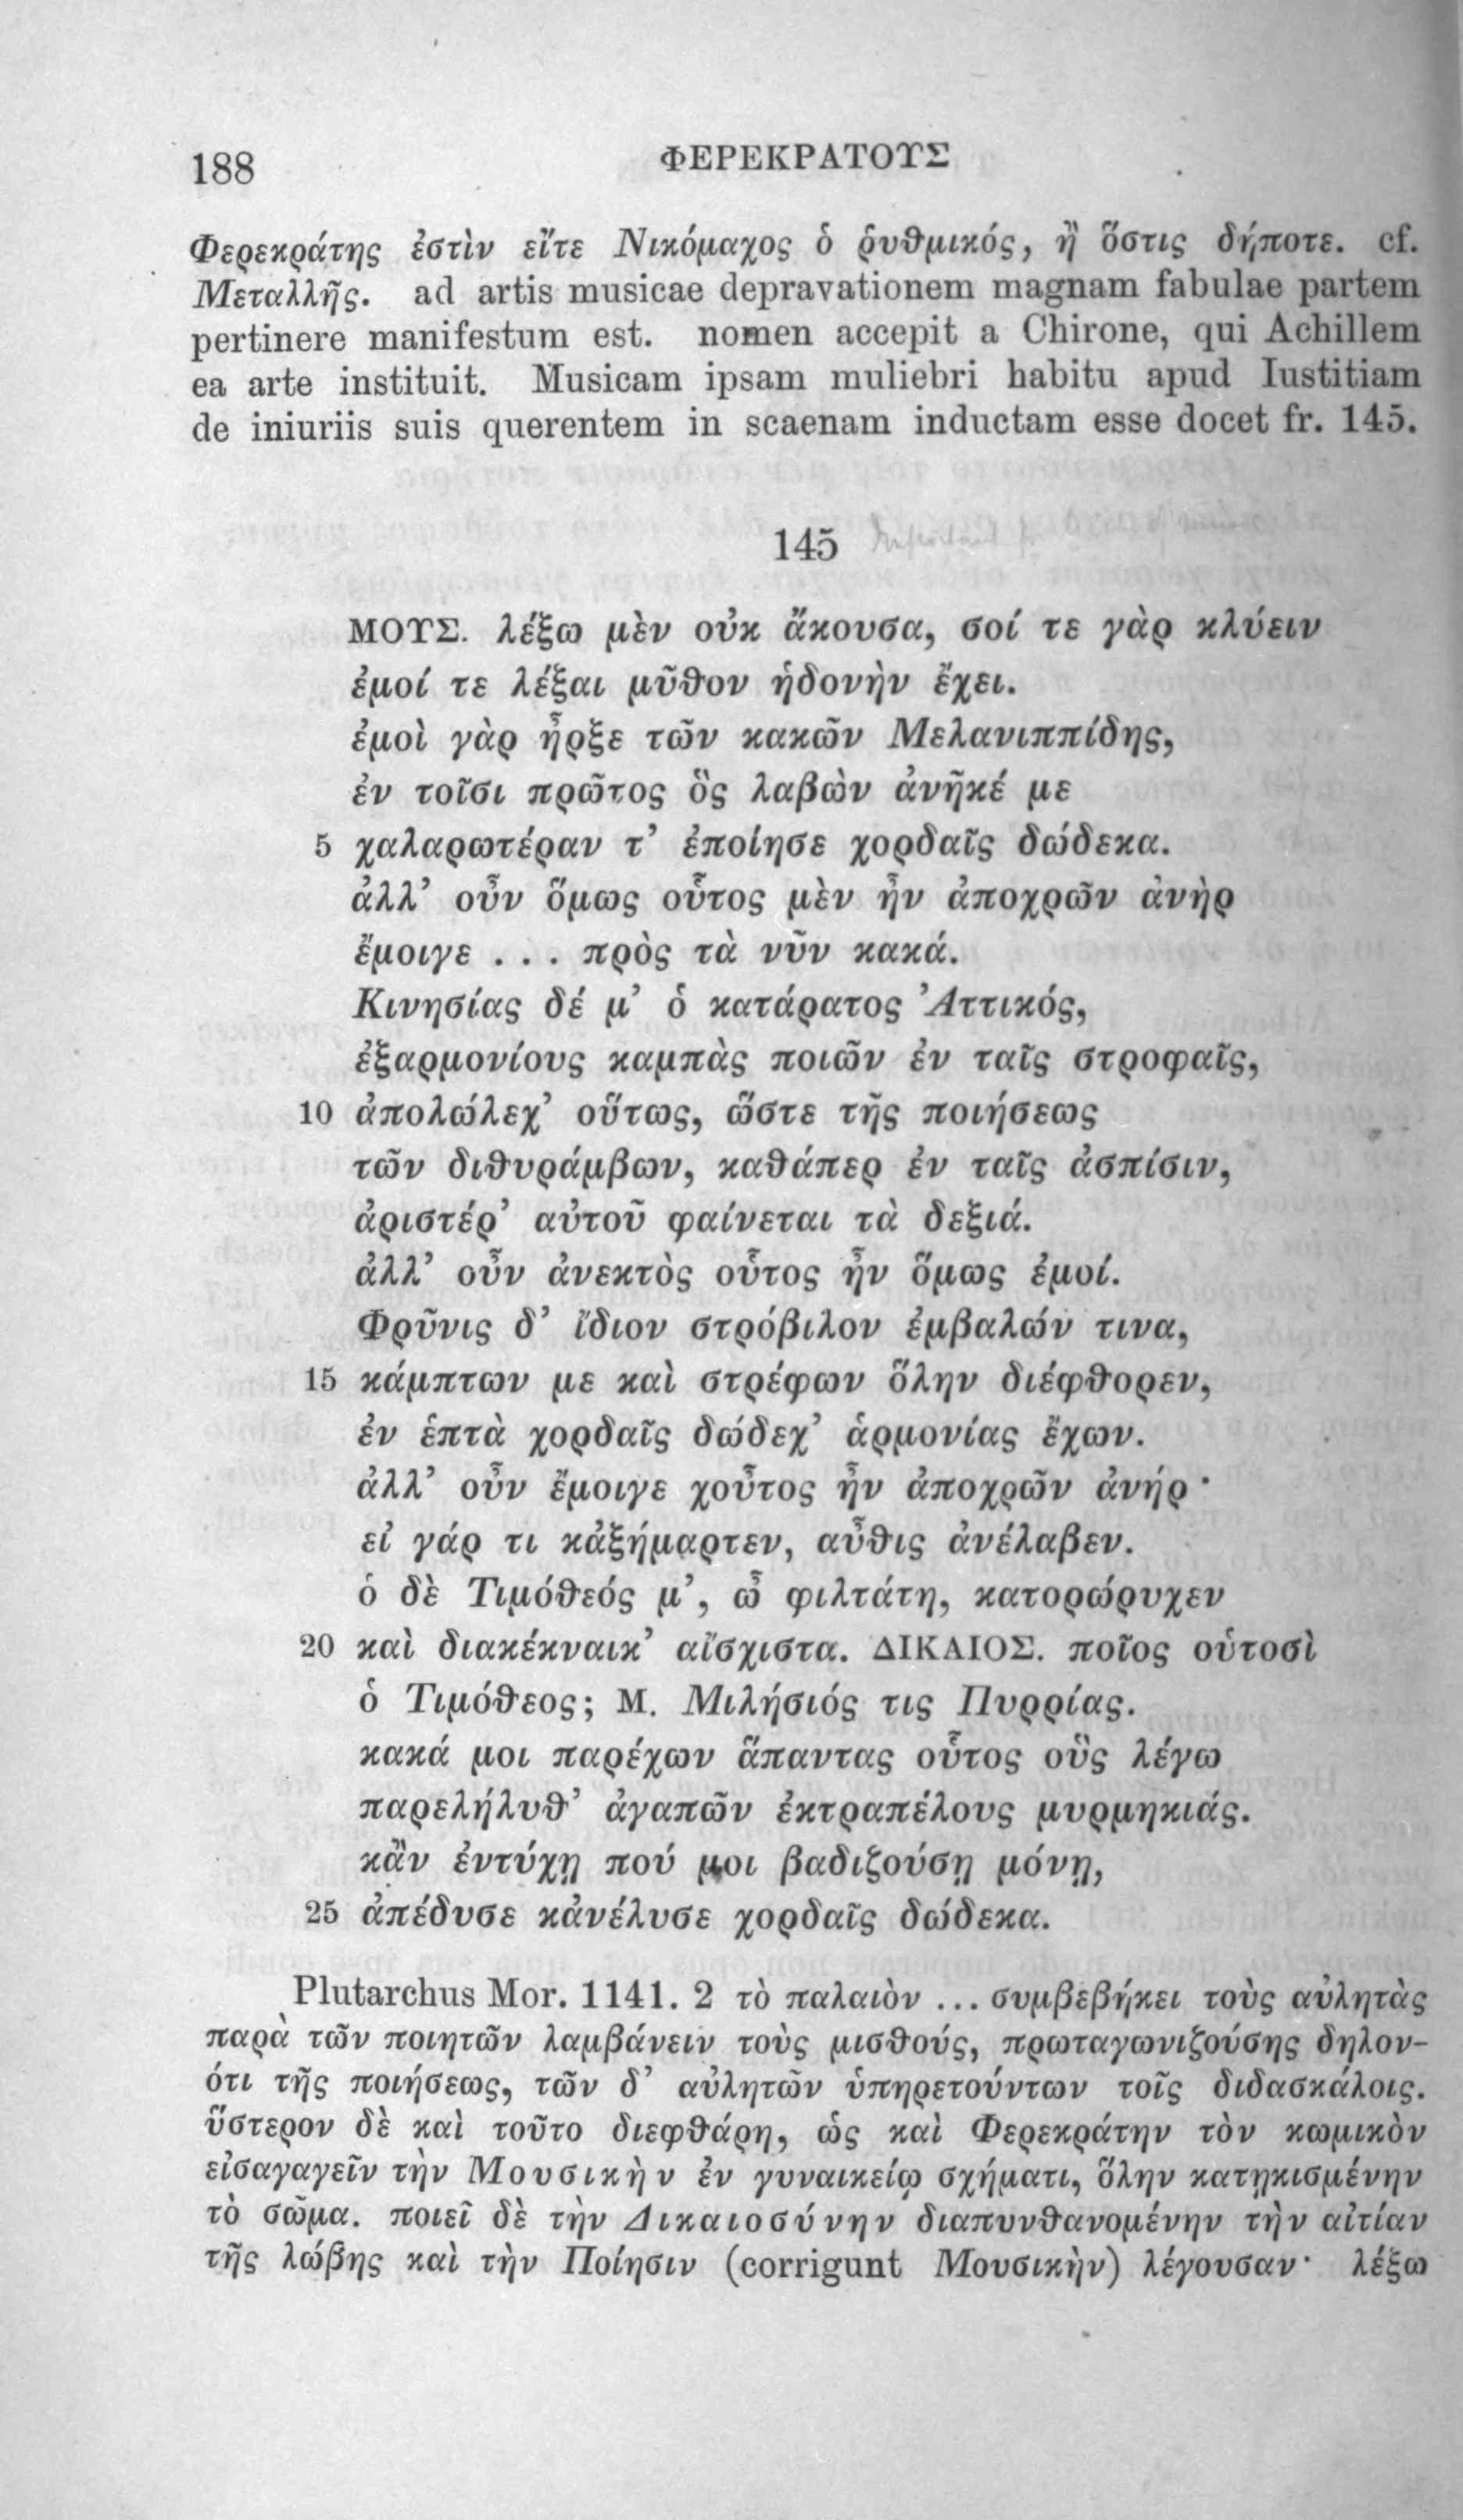 188 ΦΕΡΕΚΡΑΤΟΥΣ
Φερεκράτης ἐστὶν εἴτε Νικόμαχος ὁ ῥυθμικός, ἢ ὅστις δήποτε. cf.
Μεταλλῆς. ad artis musicae depravationem magnam fabulae partem
pertinere manifestum est. nomen accepit a Chirone, qui Achillem
ea arte instituit. Musicam ipsam muliebri habitu apud Iustitiam
de iniuriis suis querentem in scaenam inductam esse docet fr. 145.
145
ΜΟΥΣ. λέξω μὲν οὐκ ἄκουσα, σοί τε γὰρ κλύειν
ἐμοί τε λέξαι μῦθον ἡδονὴν ἔχει.
ἐμοὶ γὰρ ἦρξε τῶν κακῶν Μελανιππίδης,
ἐν τοῖσι πρῶτος ὃς λαβὼν ἀνῆκέ με
5 χαλαρωτέραν τ’ ἐποίησε χορδαῖς δώδεκα.
ἀλλ’ οὖν ὅμως οὗτος μὲν ἦν ἀποχρῶν ἀνὴρ
ἔμοιγε . . . πρὸς τὰ νῦν κακά.
Κινησίας δέ μ’ ὁ κατάρατος Ἀττικός,
ἐξαρμονίους καμπὰς ποιῶν ἐν ταῖς στροφαῖς,
10 ἀπολώλεχ’ οὕτως, ὥστε τῆς ποιήσεως
τῶν διθυράμβων, καθάπερ ἐν ταῖς ἀσπίσιν,
ἀριστέρ’ αὐτοῦ φαίνεται τὰ δεξιά.
ἀλλ’ οὖν ἀνεκτὸς οὗτος ἦν ὅμως ἐμοί.
Φρῦνις δ’ ἴδιον στρόβιλον ἐμβαλών τινα,
15 κάμπτων με καὶ στρέφων ὅλην διέφθορεν,
ἐν ἑπτὰ χορδαῖς δώδεχ’ ἁρμονίας ἔχων.
ἀλλ’ οὖν ἔμοιγε χοὖτος ἦν ἀποχρῶν ἀνήρ·
εἰ γάρ τι κἀξήμαρτεν, αὖθις ἀνέλαβεν.
ὁ δὲ Τιμόθεός μ’, ὦ φιλτάτη, κατορώρυχεν
20 καὶ διακέκναικ’ αἴσχιστα. ΔΙΚΑΙΟΣ. ποῖος οὑτοσὶ
ὁ Τιμόθεος; Μ. Μιλήσιός τις Πυρρίας.
κακά μοι παρέχων ἅπαντας οὗτος οὓς λέγω
παρελήλυθ’ ἀγαπῶν ἐκτραπέλους μυρμηκιάς.
κἂν ἐντύχῃ πού μοι βαδιζούσῃ μόνῃ,
25 ἀπέδυσε κἀνέλυσε χορδαῖς δώδεκα.
Plutarchus Mor. 1141. 2 τὸ παλαιὸν ... συμβεβήκει τοὺς αὐλητὰς
παρὰ τῶν ποιητῶν λαμβάνειν τοὺς μισθούς, πρωταγωνιζούσης δηλον-
ότι τῆς ποιήσεως, τῶν δ’ αὐλητῶν ὑπηρετούντων τοῖς διδασκάλοις.
ὕστερον δὲ καὶ τοῦτο διεφθάρη, ὡς καὶ Φερεκράτην τὸν κωμικὸν
εἰσαγαγεῖν τὴν Μουσικὴν ἐν γυναικείῳ σχήματι, ὅλην κατῃκισμένην
τὸ σῶμα. ποιεῖ δὲ τὴν Δικαιοσύνην διαπυνθανομένην τὴν αἰτίαν
τῆς λώβης καὶ τὴν Ποίησιν (corrigunt Μουσικὴν) λέγουσαν· λέξω